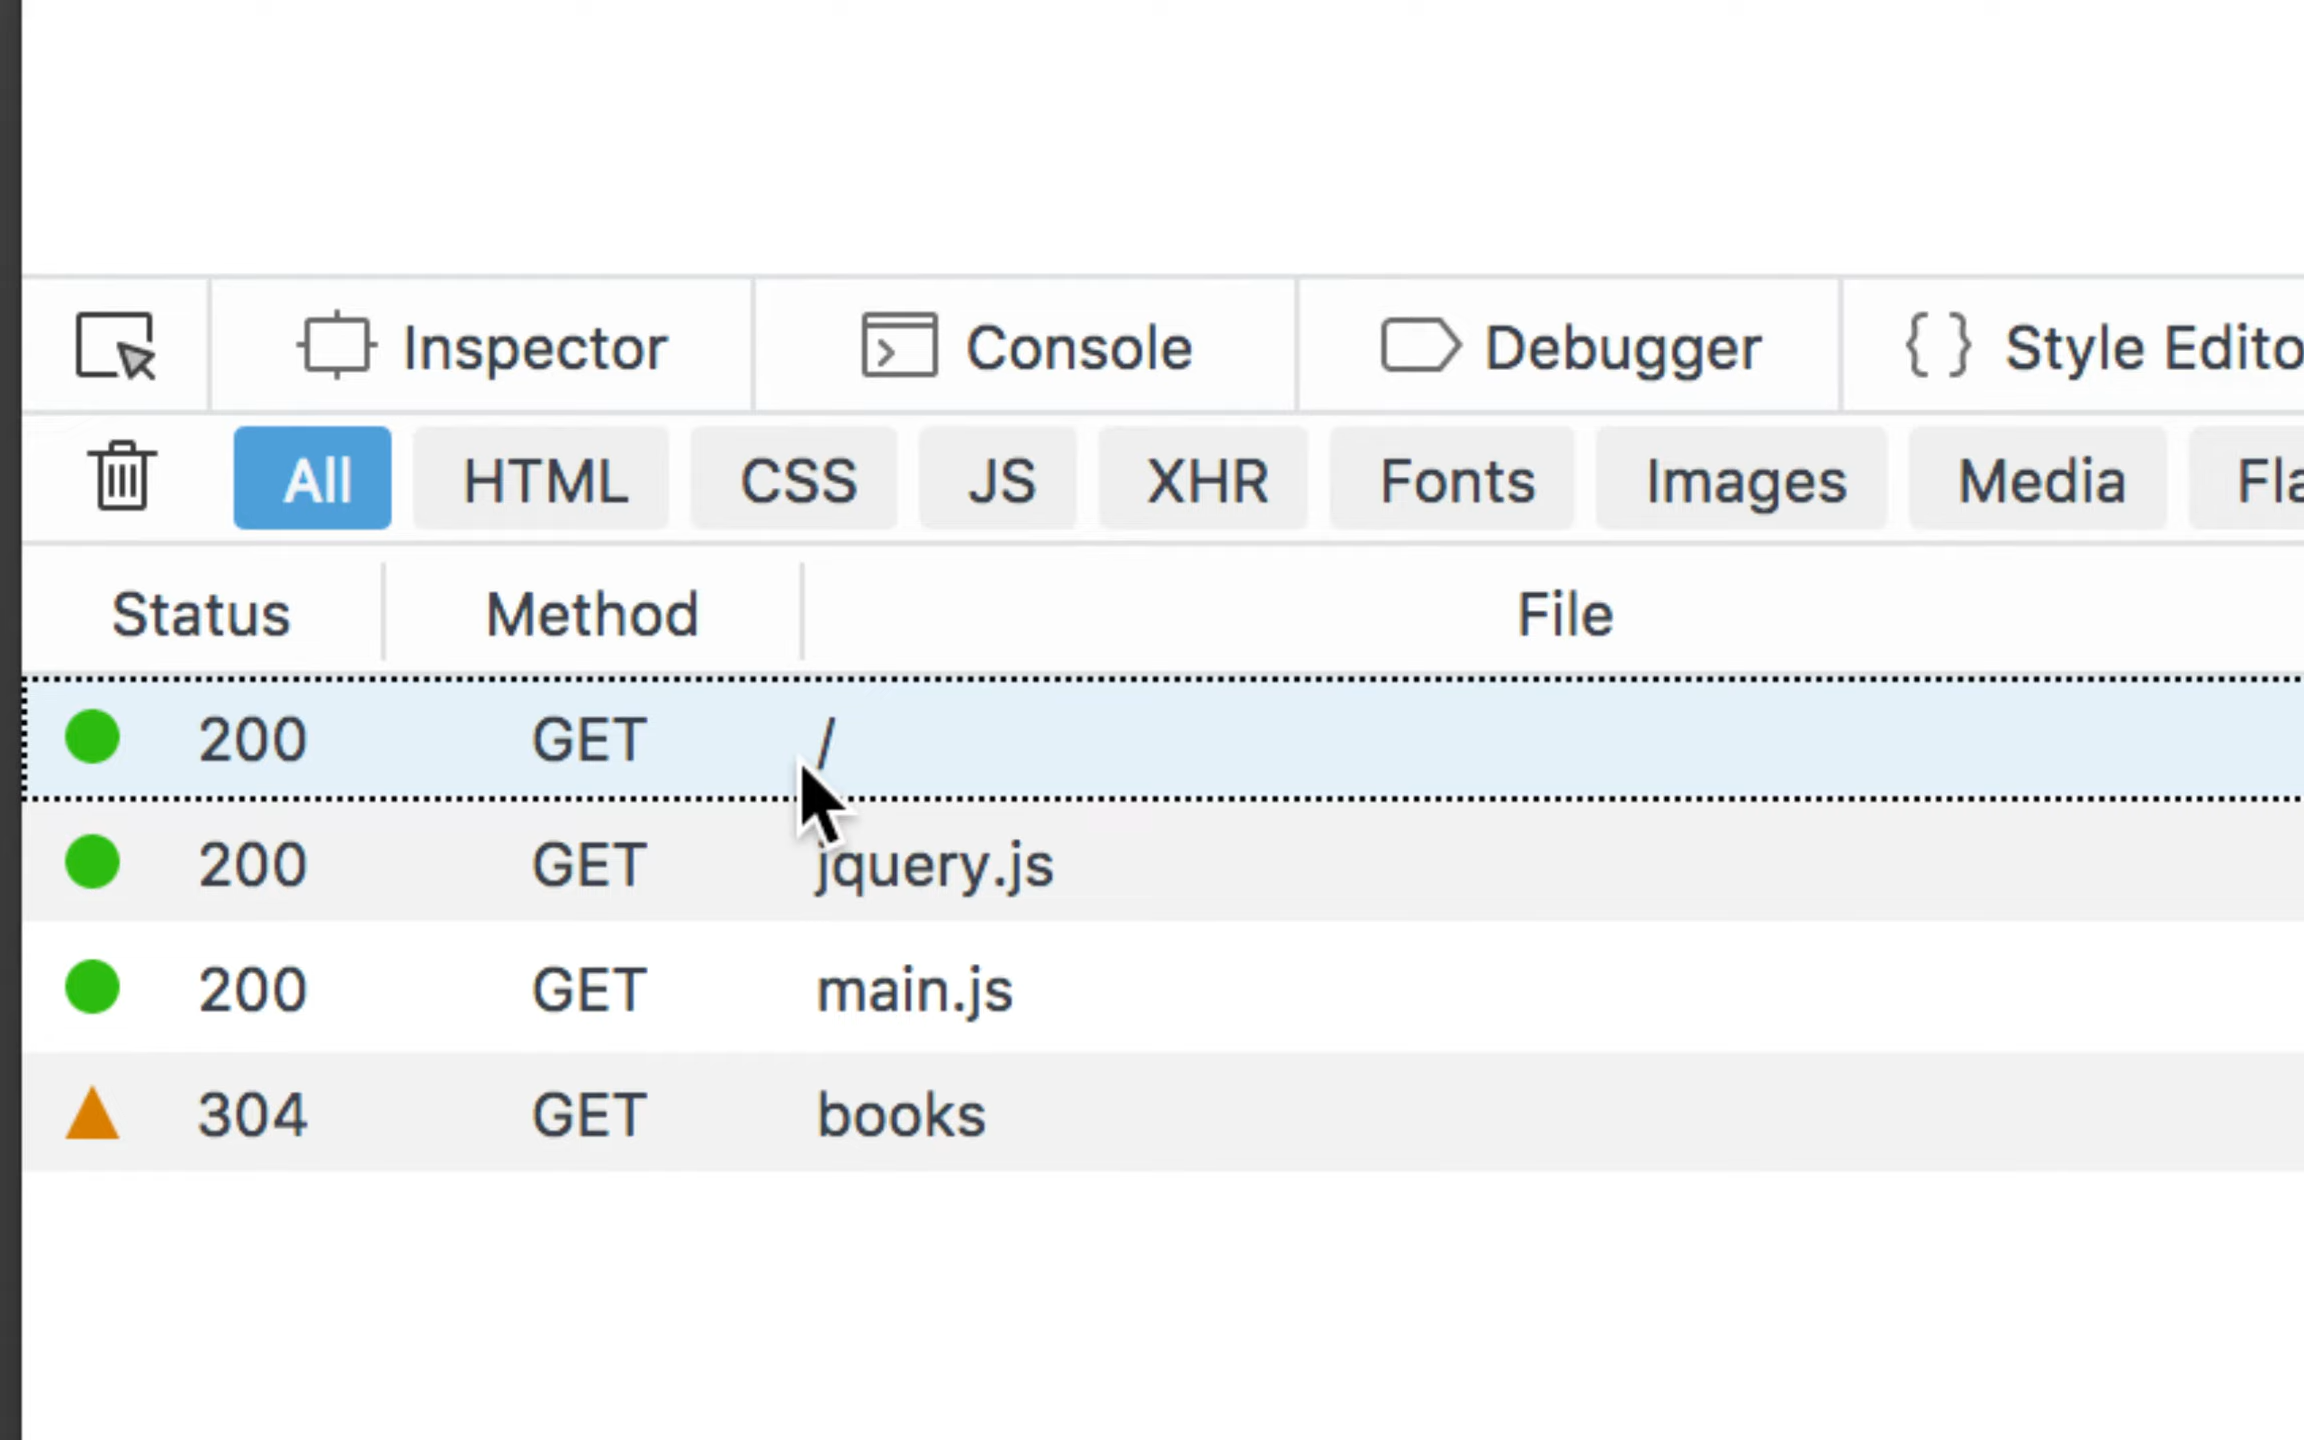 Inspector Console Debugger { } Style Edito
All HTML CSS JS XHR Fonts Images Media Fla
Status Method File
200 GET /
200 GET jquery.js
200 GET main.js
304 GET books